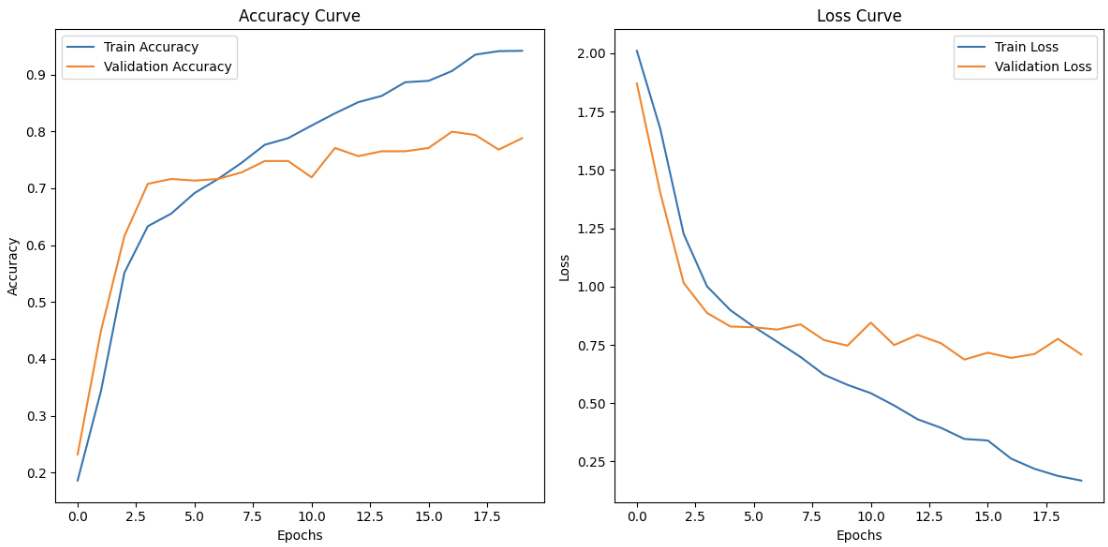 Accuracy Curve
Train Accuracy
Validation Accuracy
0.9
0.8
0.7
0.6
0.5
0.4
0.3
0.2
Accuracy
0.0 2.5 5.0 7.5 10.0 12.5 15.0 17.5
Epochs
Loss Curve
Train Loss
Validation Loss
2.00
1.75
1.50
1.25
1.00
0.75
0.50
0.25
Loss
0.0 2.5 5.0 7.5 10.0 12.5 15.0 17.5
Epochs